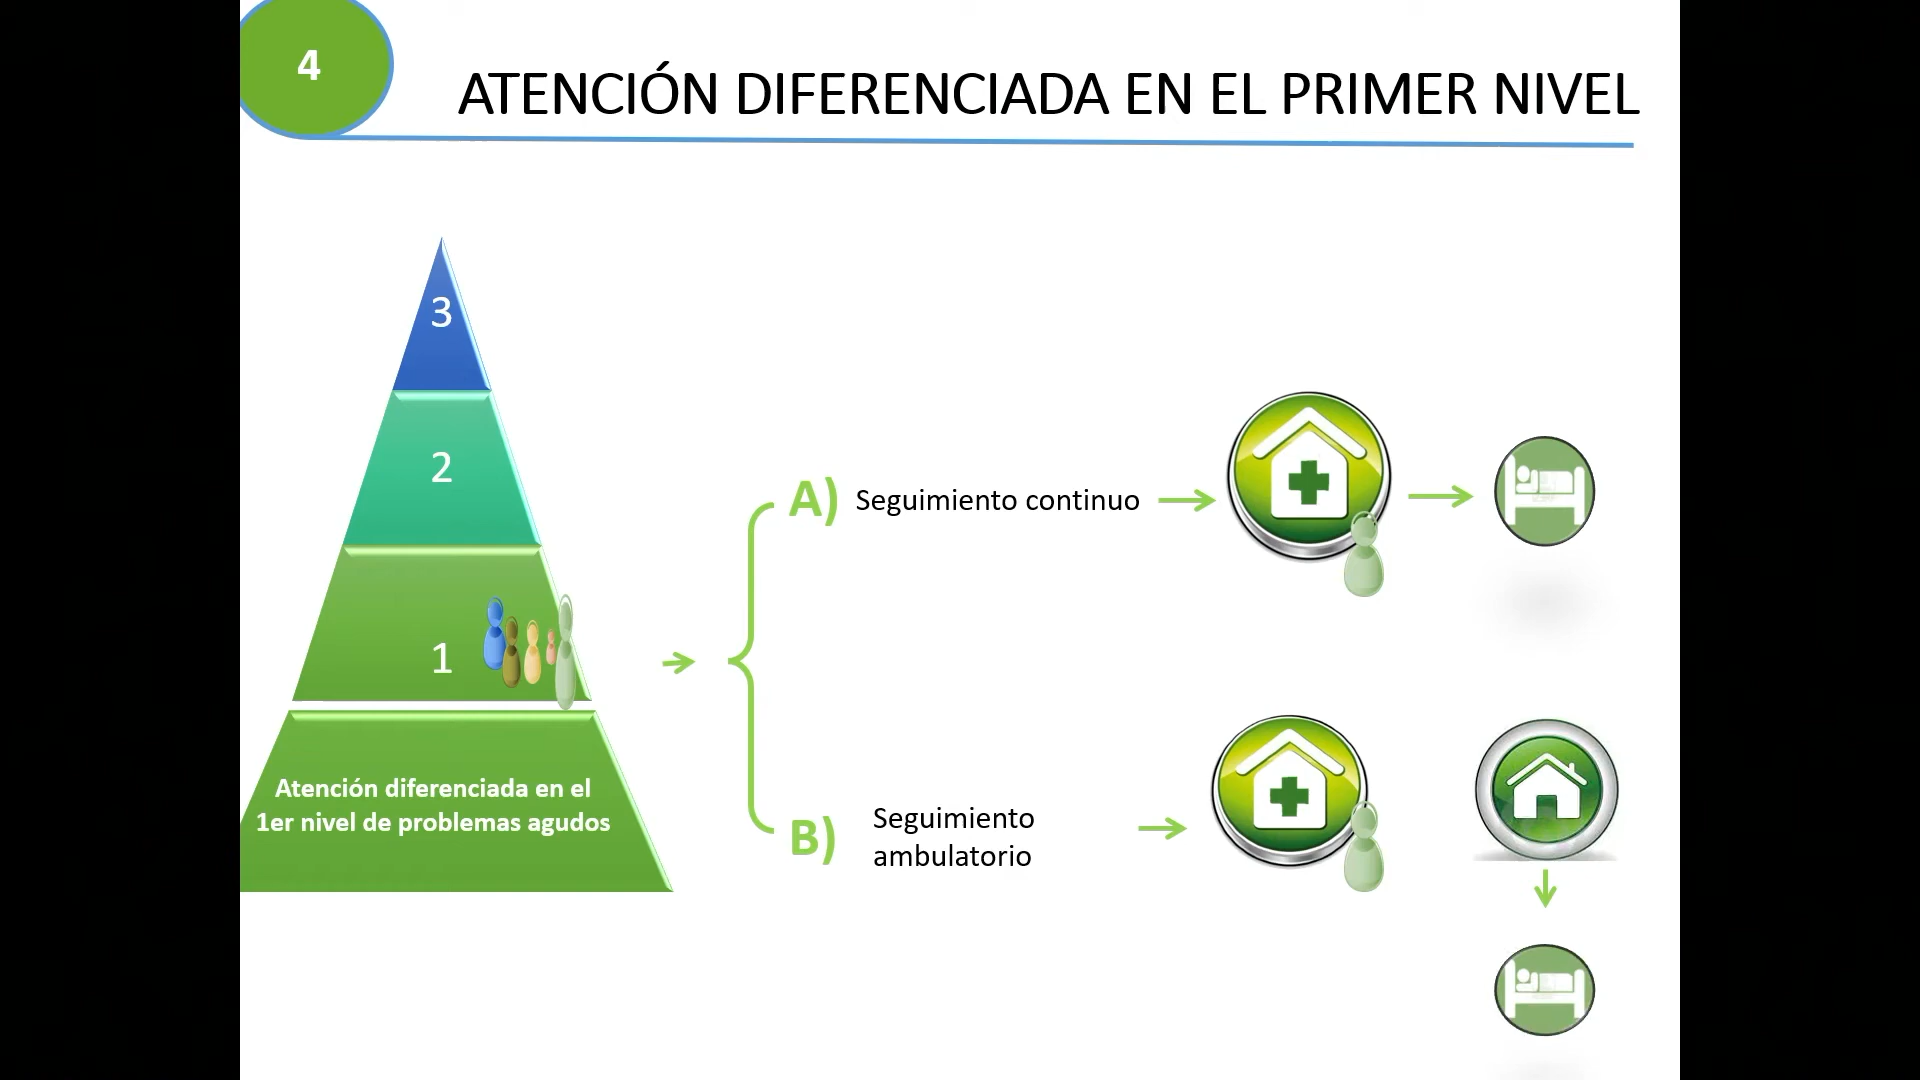 4
ATENCIÓN DIFERENCIADA EN EL PRIMER NIVEL
3
2
1
Atención diferenciada en el
1er nivel de problemas agudos
A) Seguimiento continuo
B) Seguimiento
ambulatorio